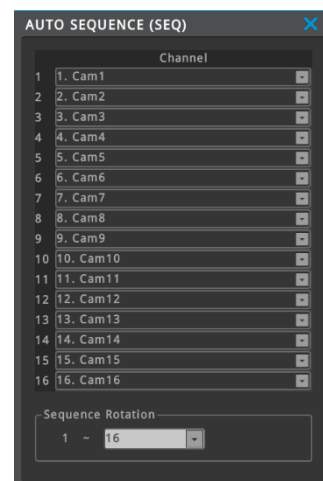 AUTO SEQUENCE (SEQ)
Channel
1 1. Cam1
2 2. Cam2
3 3. Cam3
4 4. Cam4
5 5. Cam5
6 6. Cam6
7 7. Cam7
8 8. Cam8
9 9. Cam9
10 10. Cam10
11 11. Cam11
12 12. Cam12
13 13. Cam13
14 14. Cam14
15 15. Cam15
16 16. Cam16
Sequence Rotation
1 ~ 16